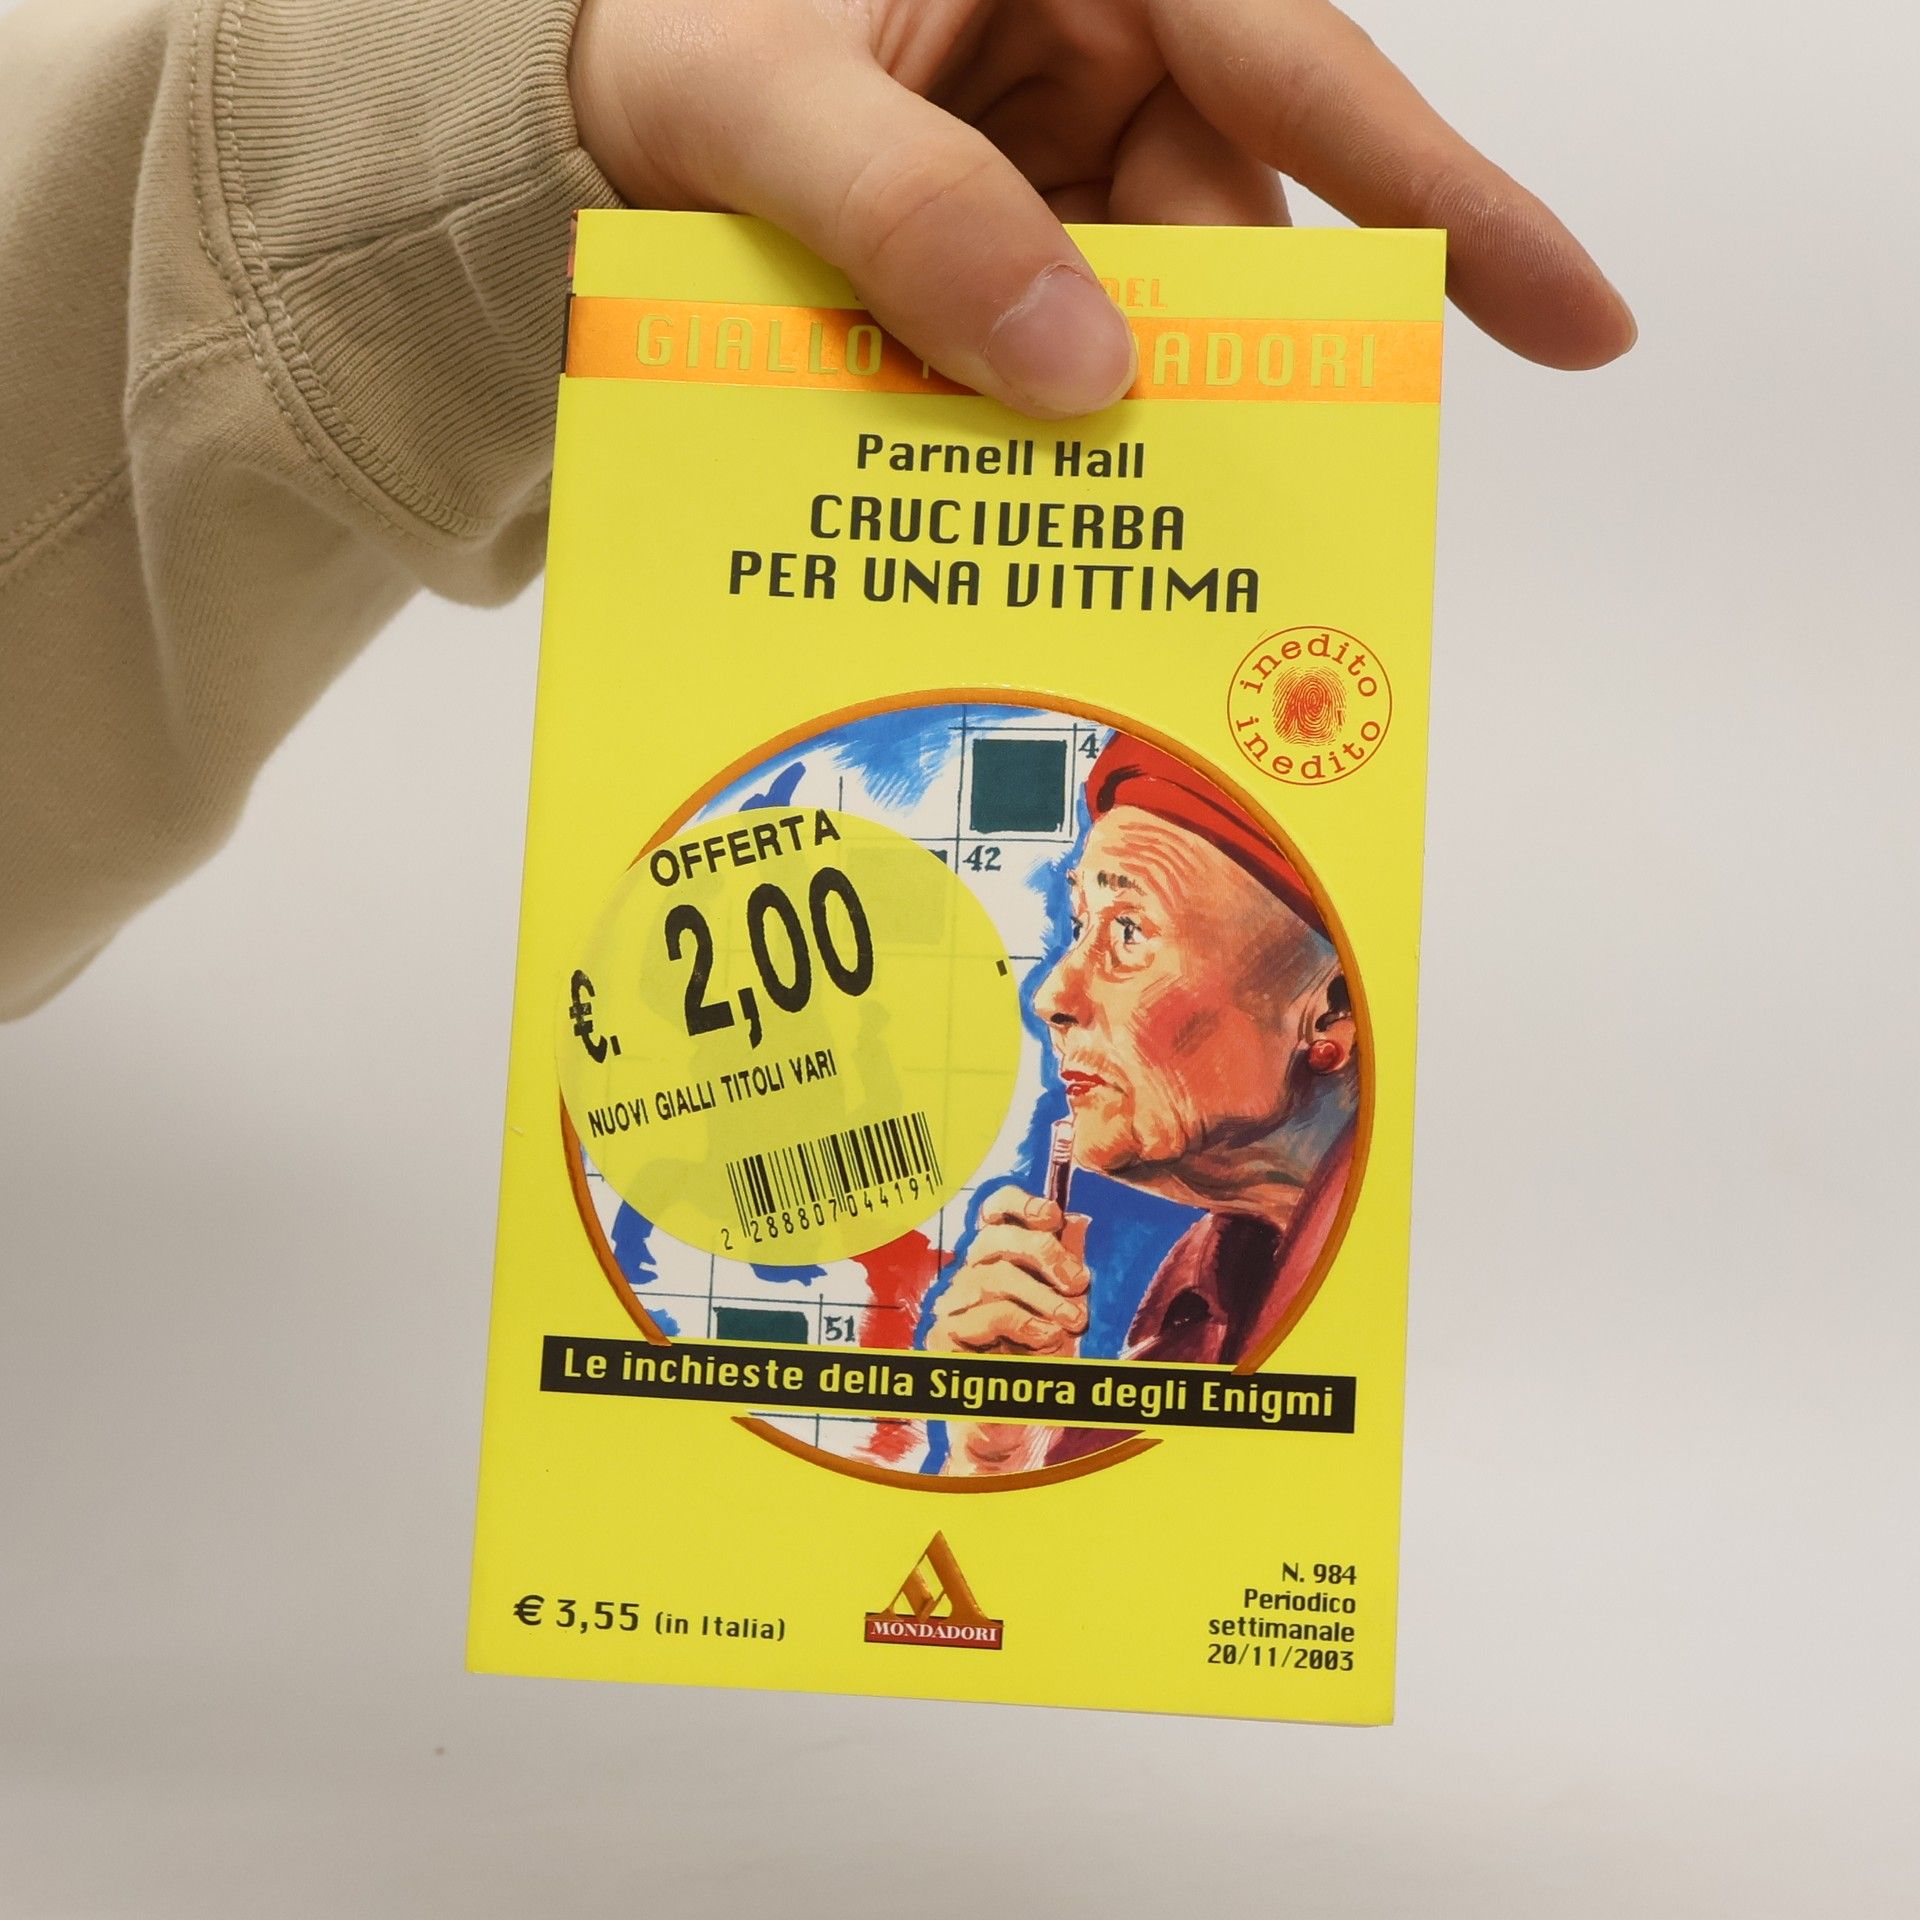 DEL
GIALLO
Parnell Hall
CRUCIVERBA
PER UNA VITTIMA
inedito
inedito
4
42
OFFERTA
€. 2,00
NUOVI GIALLI TITOLI VARI
2 288807 044191
51
Le inchieste della Signora degli Enigmi
€ 3,55 (in Italia)
MONDADORI
N. 984
Periodico
settimanale
20/11/2003